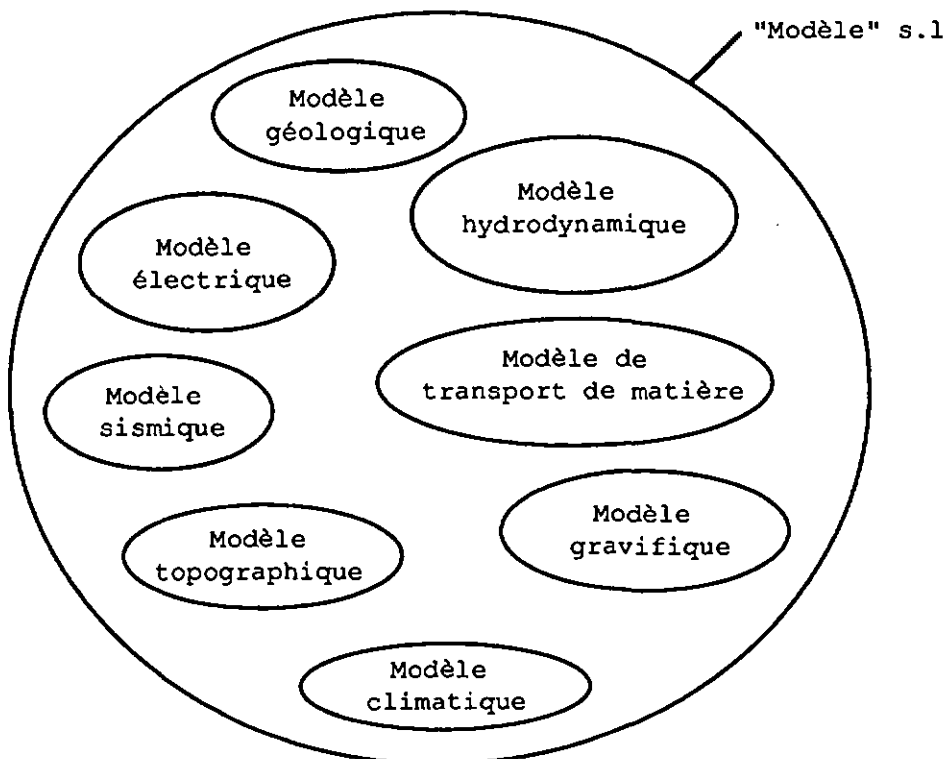 "Modèle" s.l
Modèle
géologique
Modèle
hydrodynamique
Modèle
électrique
Modèle de
transport de matière
Modèle
sismique
Modèle
gravifique
Modèle
topographique
Modèle
climatique